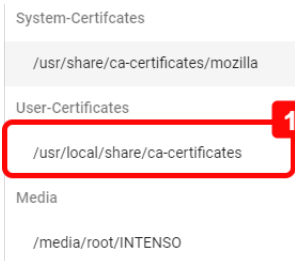 System-Certifcates
/usr/share/ca-certificates/mozilla
User-Certificates
1
/usr/local/share/ca-certificates
Media
/media/root/INTENSO